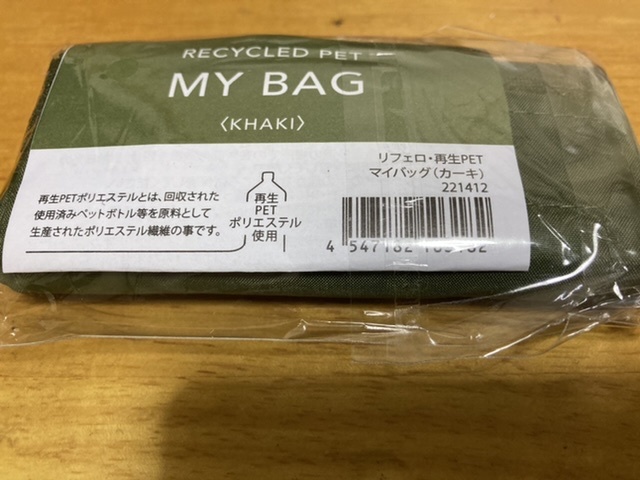 RECYCLED PET
MY BAG
〈KHAKI〉
リフェロ・再生PET
マイバッグ（カーキ）
221412
再生PETポリエステルとは、回収された
使用済みペットボトル等を原料として
生産されたポリエステル繊維の事です。
再生
PET
ポリエステル
使用
4 547182